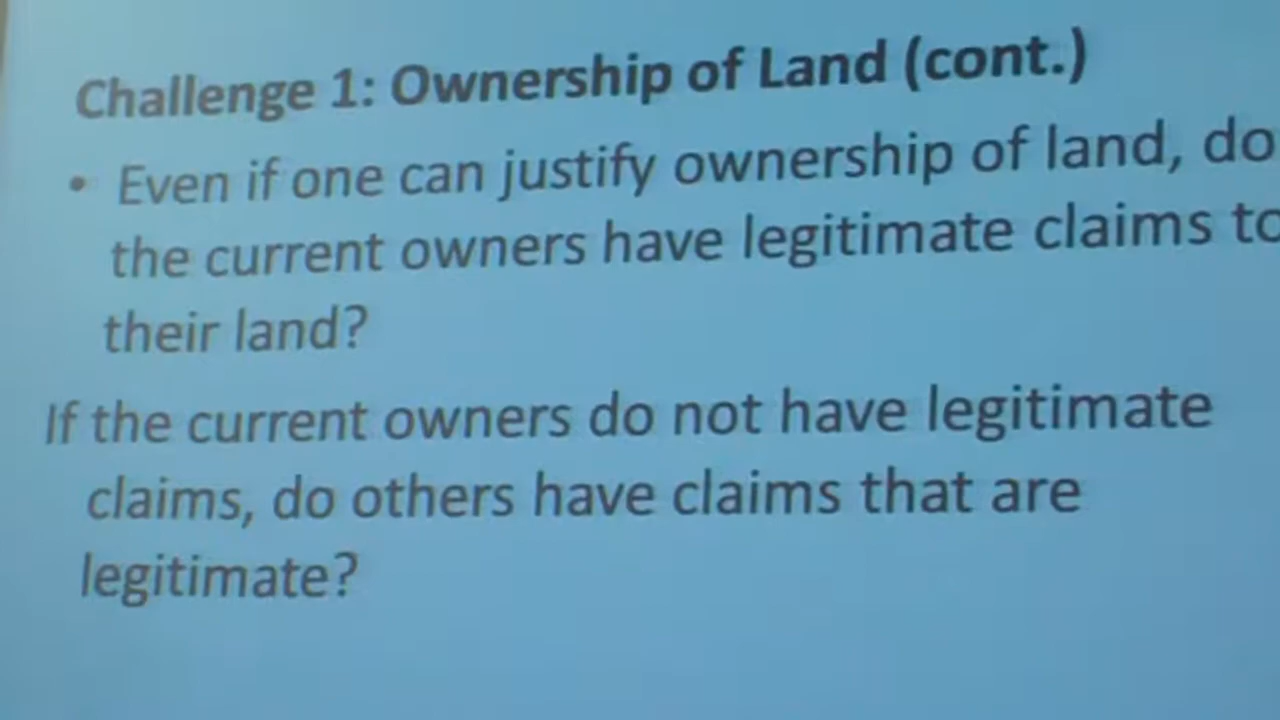 Challenge 1: Ownership of Land (cont.)
• Even if one can justify ownership of land, do
the current owners have legitimate claims to
their land?
If the current owners do not have legitimate
claims, do others have claims that are
legitimate?